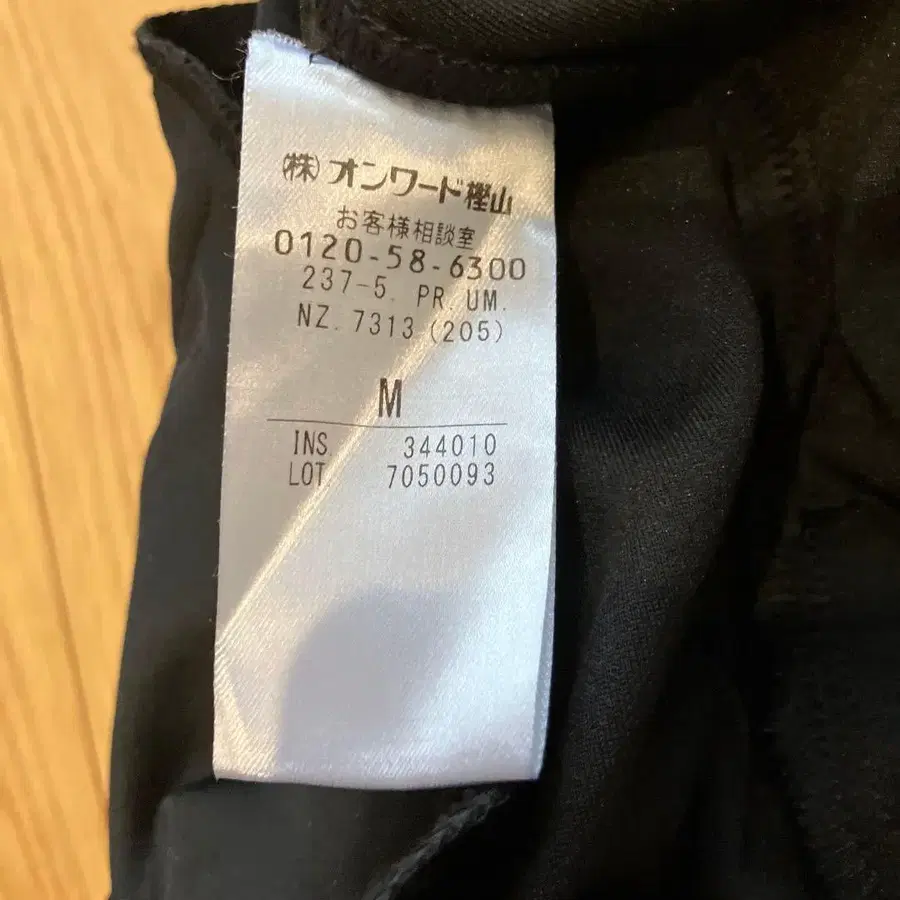 (株)オンワード樫山
お客様相談室
0120-58-6300
237-5. PR. UM.
NZ. 7313 (205)
M
INS. 344010
LOT. 7050093